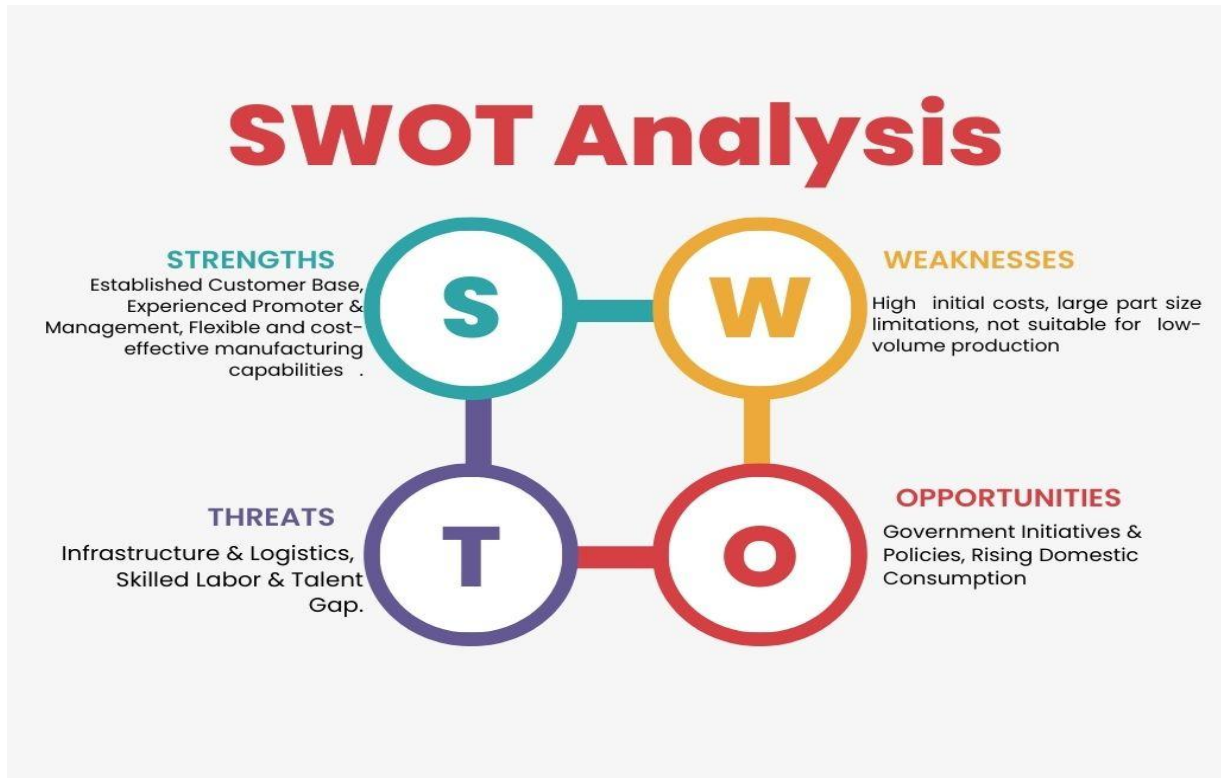 SWOT Analysis
STRENGTHS
Established Customer Base,
Experienced Promoter &
Management, Flexible and cost-
effective manufacturing
capabilities .
S
W
WEAKNESSES
High initial costs, large part size
limitations, not suitable for low-
volume production
THREATS
Infrastructure & Logistics,
Skilled Labor & Talent
Gap.
T
O
OPPORTUNITIES
Government Initiatives &
Policies, Rising Domestic
Consumption